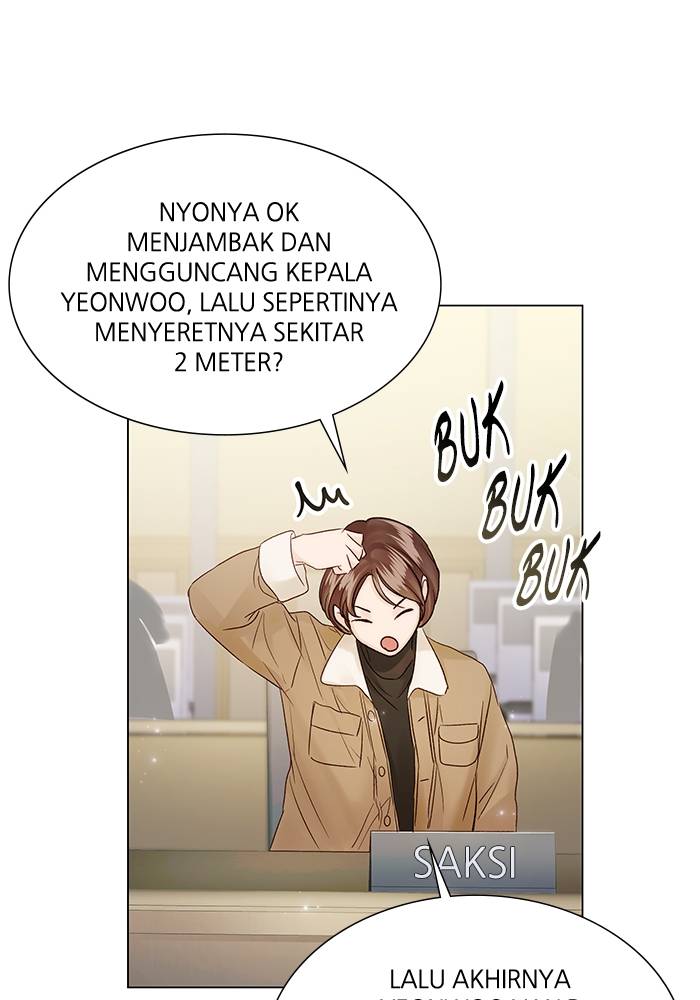 NYONYA OK
MENJAMBAK DAN
MENGGUNCANG KEPALA
YEONWOO, LALU SEPERTINYA
MENYERETNYA SEKITAR
2 METER?
BUK
BUK
BUK
SAKSI
LALU AKHIRNYA